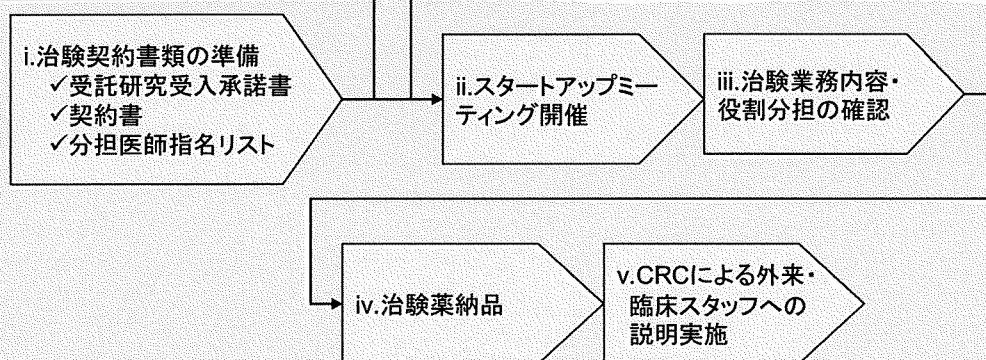 i.治験契約書類の準備
✓受託研究受入承諾書
✓契約書
✓分担医師指名リスト
ii.スタートアップミー
ティング開催
iii.治験業務内容・
役割分担の確認
iv.治験薬納品
v.CRCによる外来・
臨床スタッフへの
説明実施